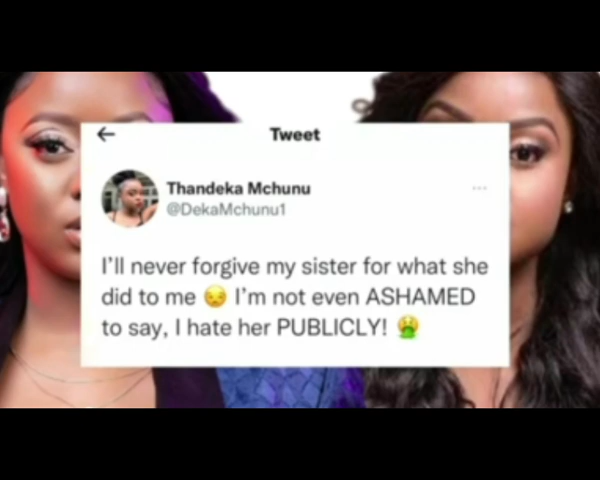 Tweet
Thandeka Mchunu
@DekaMchunu1
I'll never forgive my sister for what she
did to me 😒 I'm not even ASHAMED
to say, I hate her PUBLICLY! 🤮